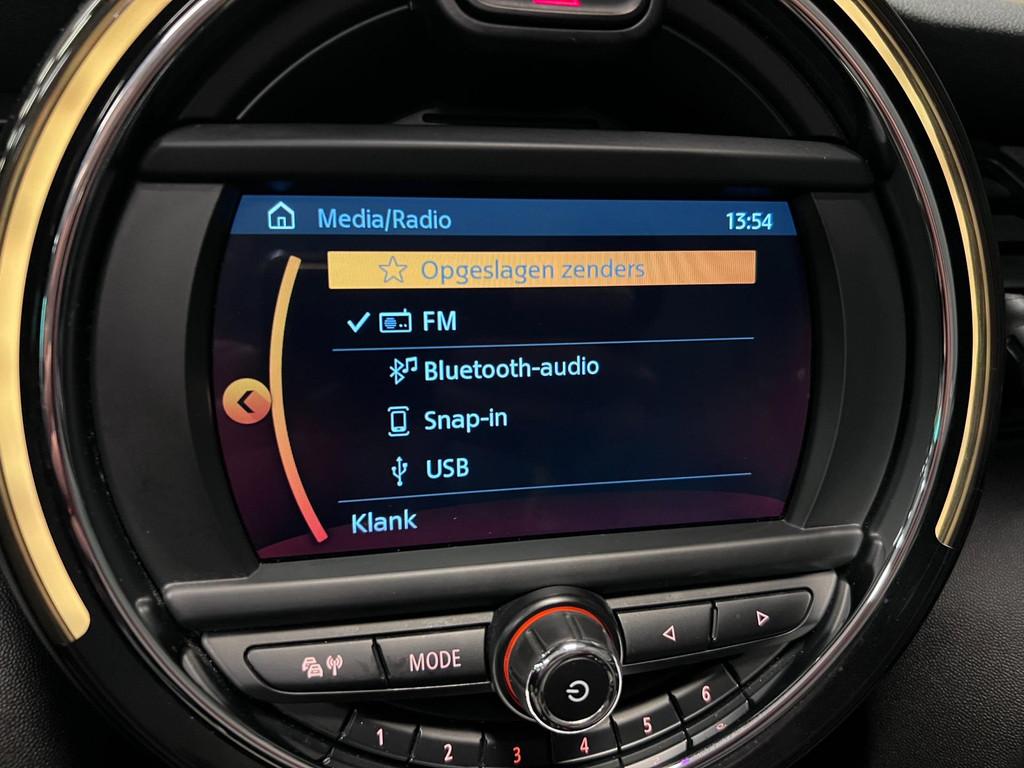 Media/Radio 13:54
Opgeslagen zenders
FM
Bluetooth-audio
Snap-in
USB
Klank
MODE
1 2 3 4 5 6